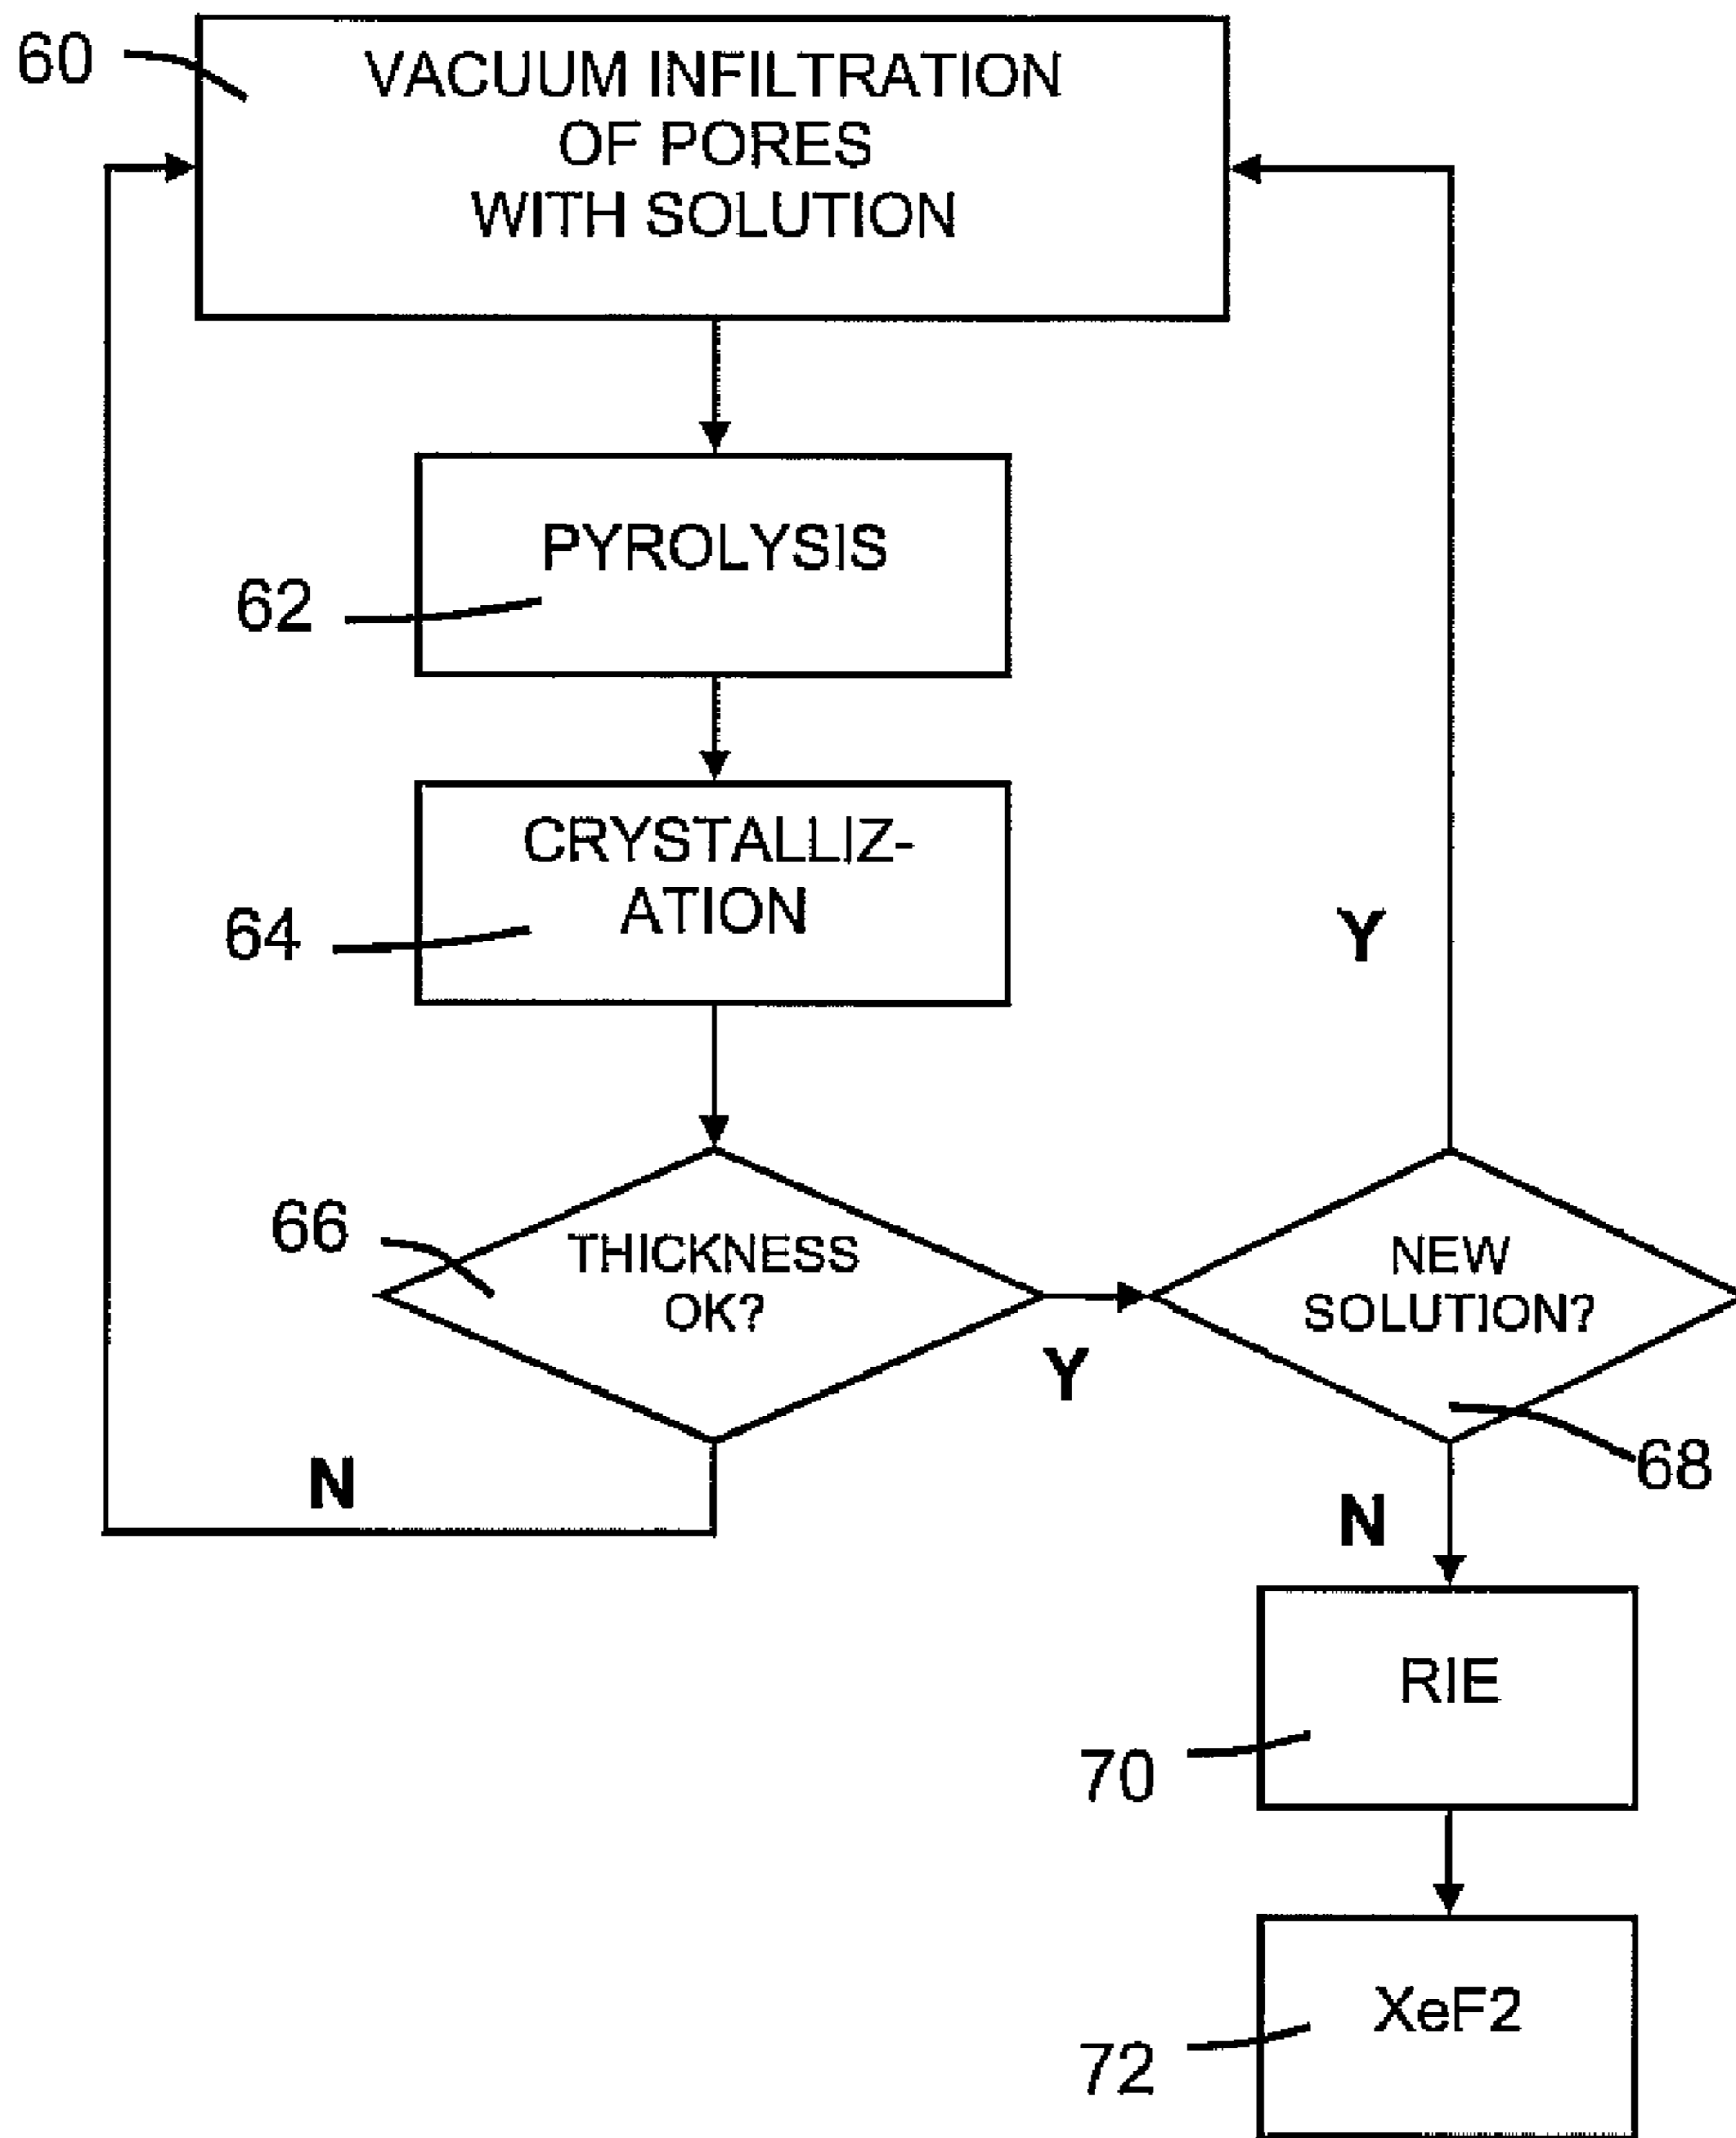 60
VACUUM INFILTRATION
OF PORES
WITH SOLUTION
PYROLYSIS
62
CRYSTALLIZ-
ATION
64
Y
66
THICKNESS
OK?
NEW
SOLUTION?
Y
68
N
N
RIE
70
XeF2
72